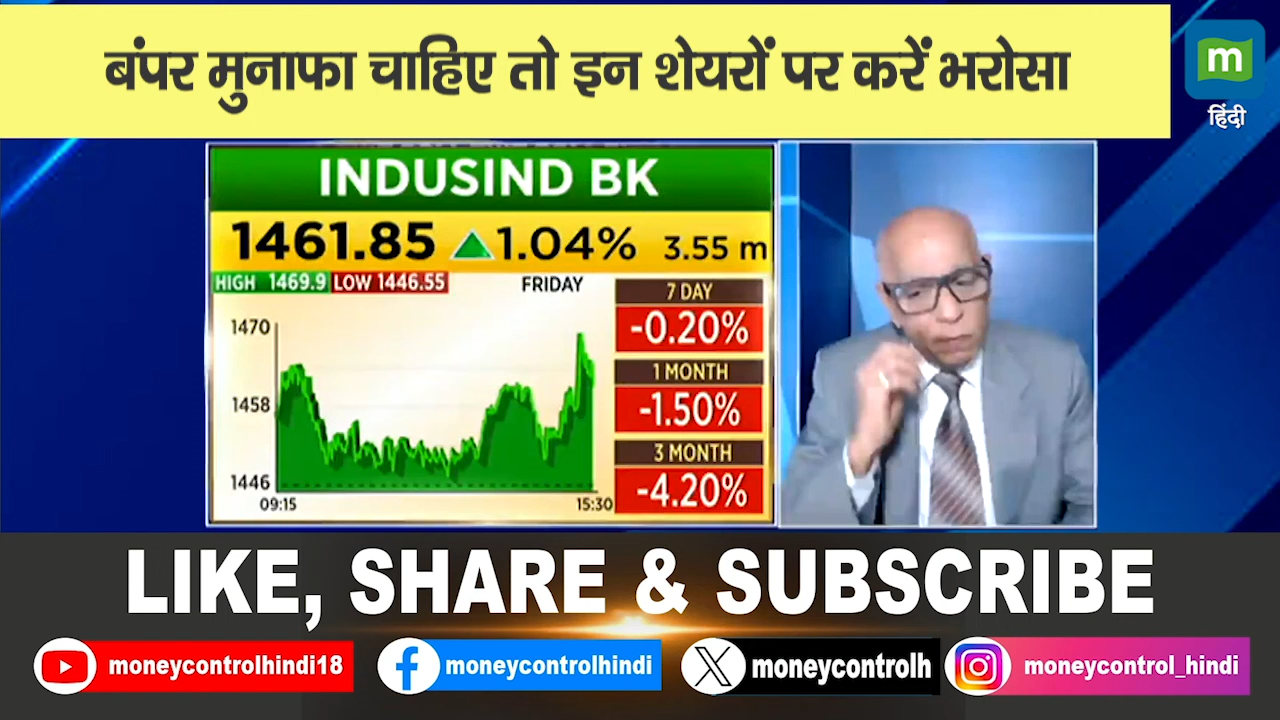 बंपर मुनाफा चाहिए तो इन शेयरों पर करें भरोसा
m
हिंदी
INDUSIND BK
1461.85 ▲ 1.04% 3.55 m
HIGH 1469.9 LOW 1446.55
FRIDAY
1470
1458
1446
09:15
15:30
7 DAY
-0.20%
1 MONTH
-1.50%
3 MONTH
-4.20%
LIKE, SHARE & SUBSCRIBE
moneycontrolhindi18
moneycontrolhindi
moneycontrolh
moneycontrol_hindi